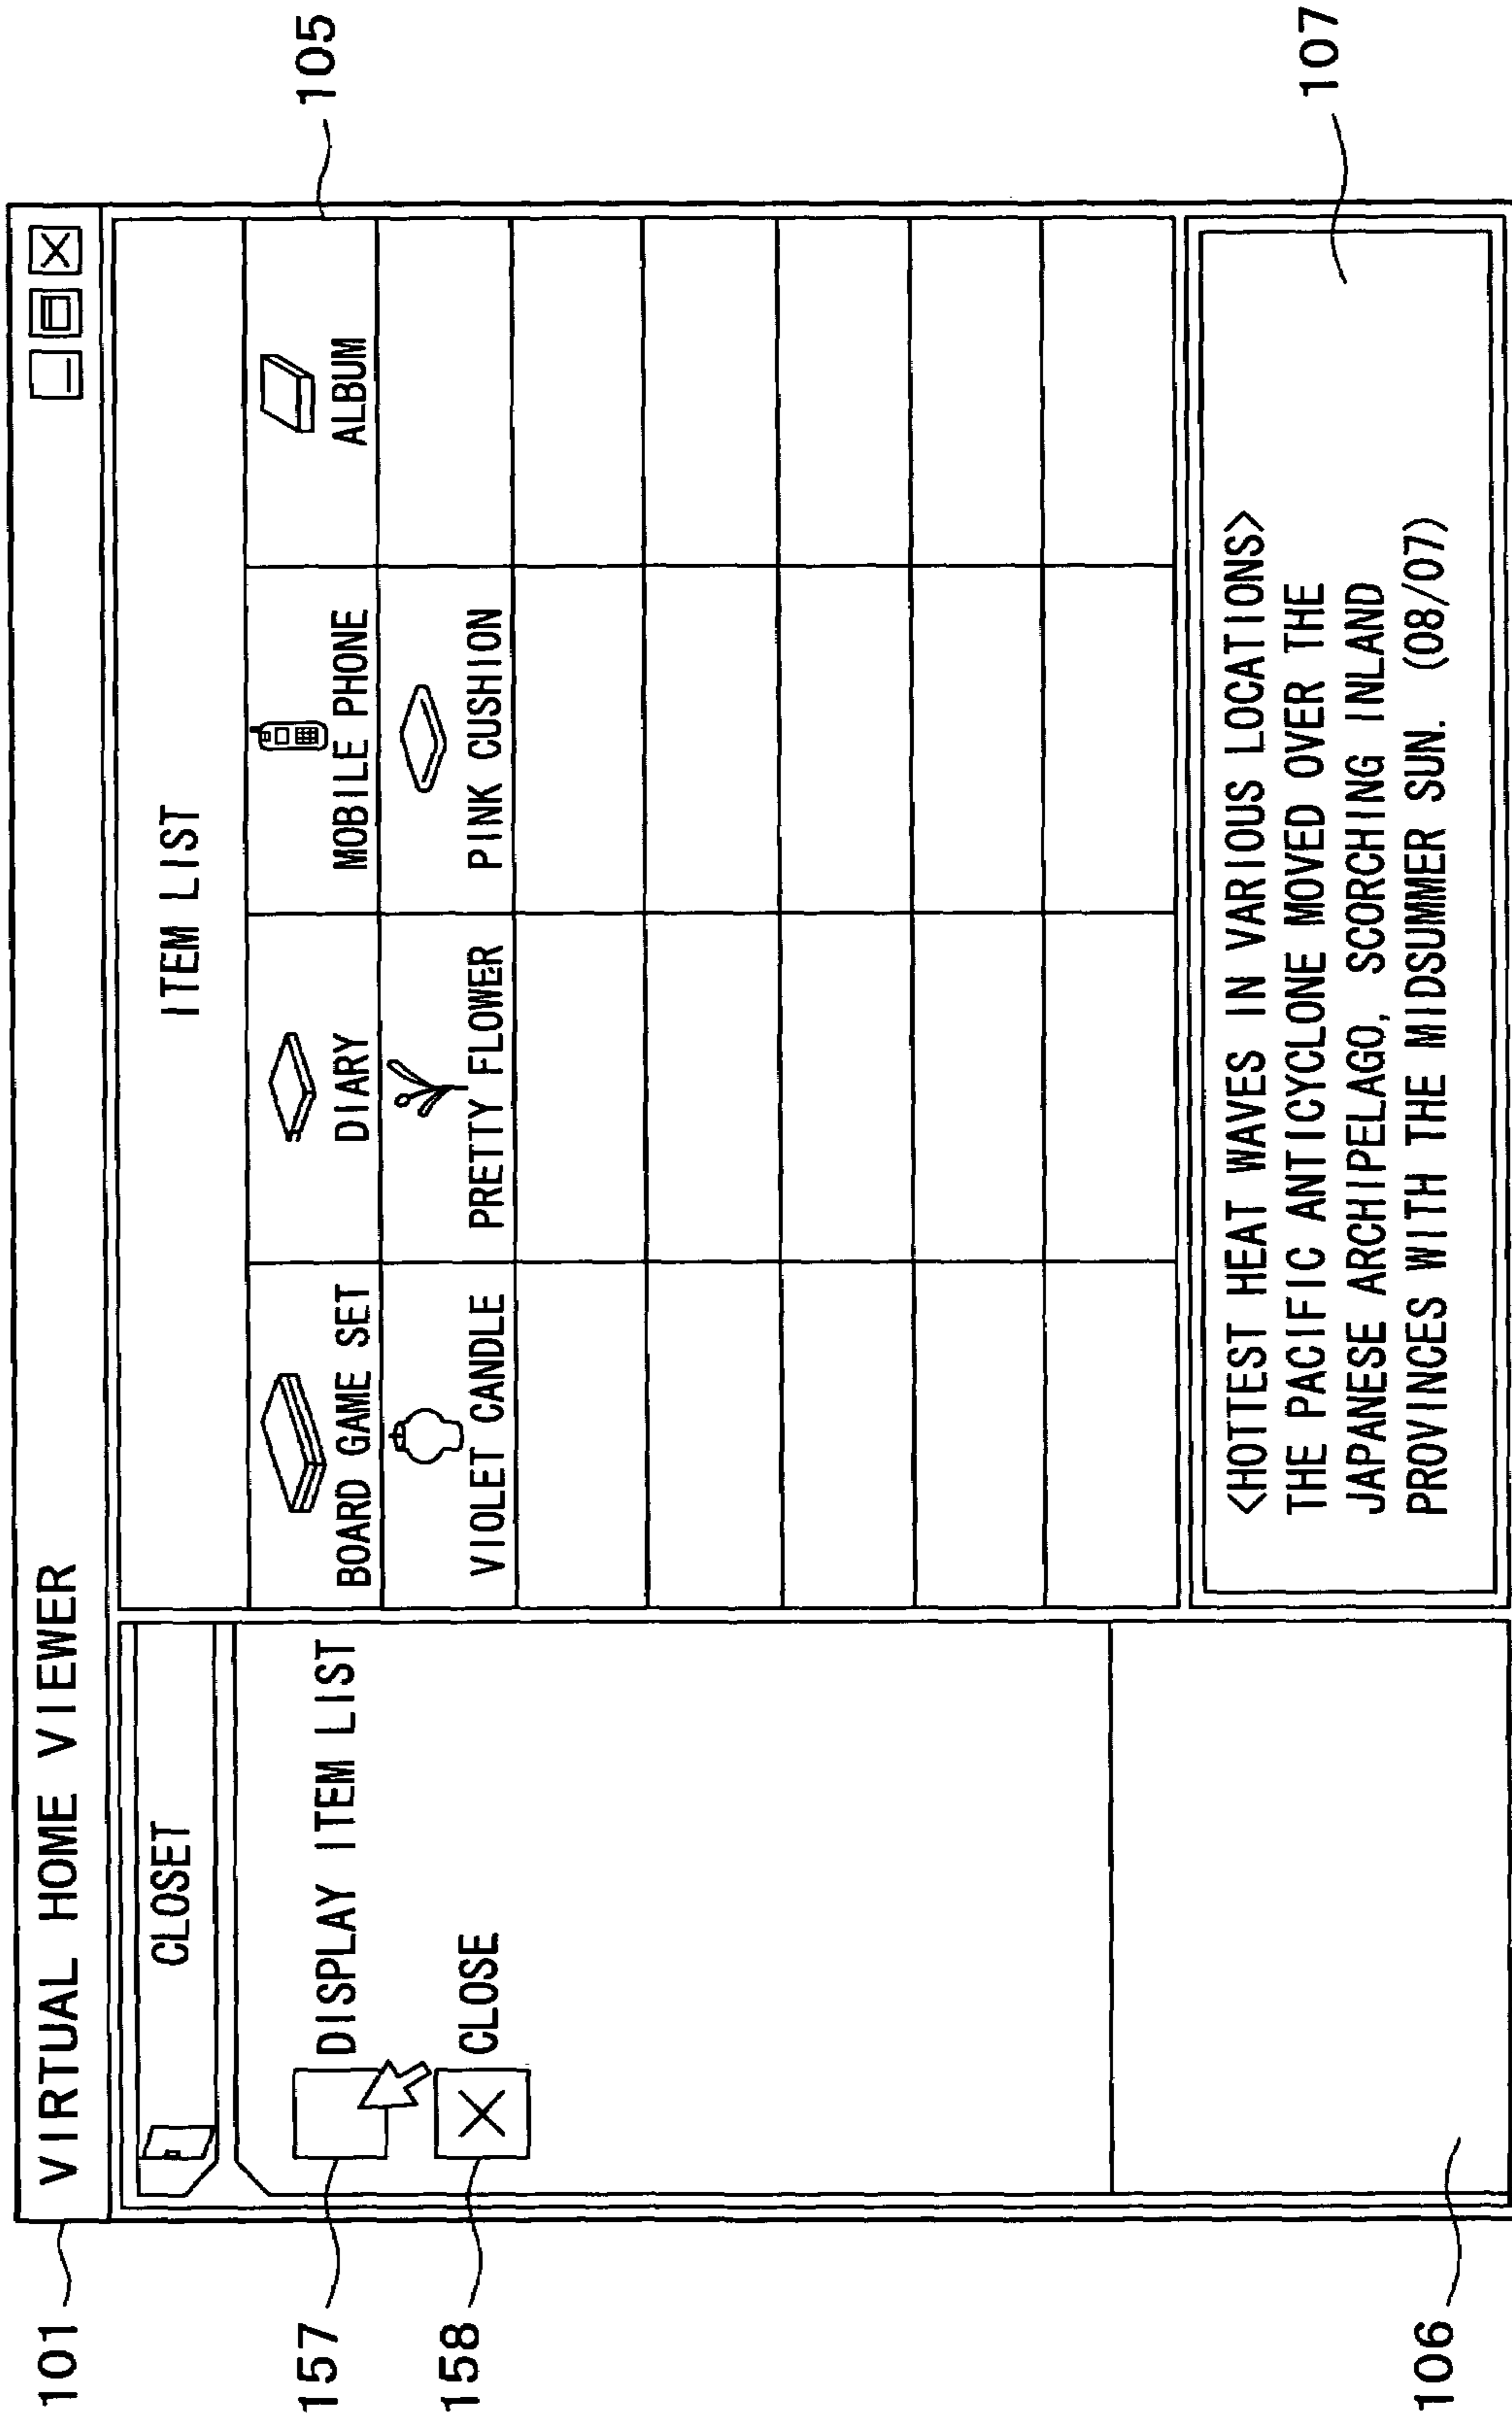 101
VIRTUAL HOME VIEWER
CLOSET
157
DISPLAY ITEM LIST
158
CLOSE
106
ITEM LIST
105
BOARD GAME SET
DIARY
MOBILE PHONE
ALBUM
VIOLET CANDLE
PRETTY FLOWER
PINK CUSHION
<HOTTEST HEAT WAVES IN VARIOUS LOCATIONS>
THE PACIFIC ANTICYCLONE MOVED OVER THE
JAPANESE ARCHIPELAGO, SCORCHING INLAND
PROVINCES WITH THE MIDSUMMER SUN. (08/07)
107